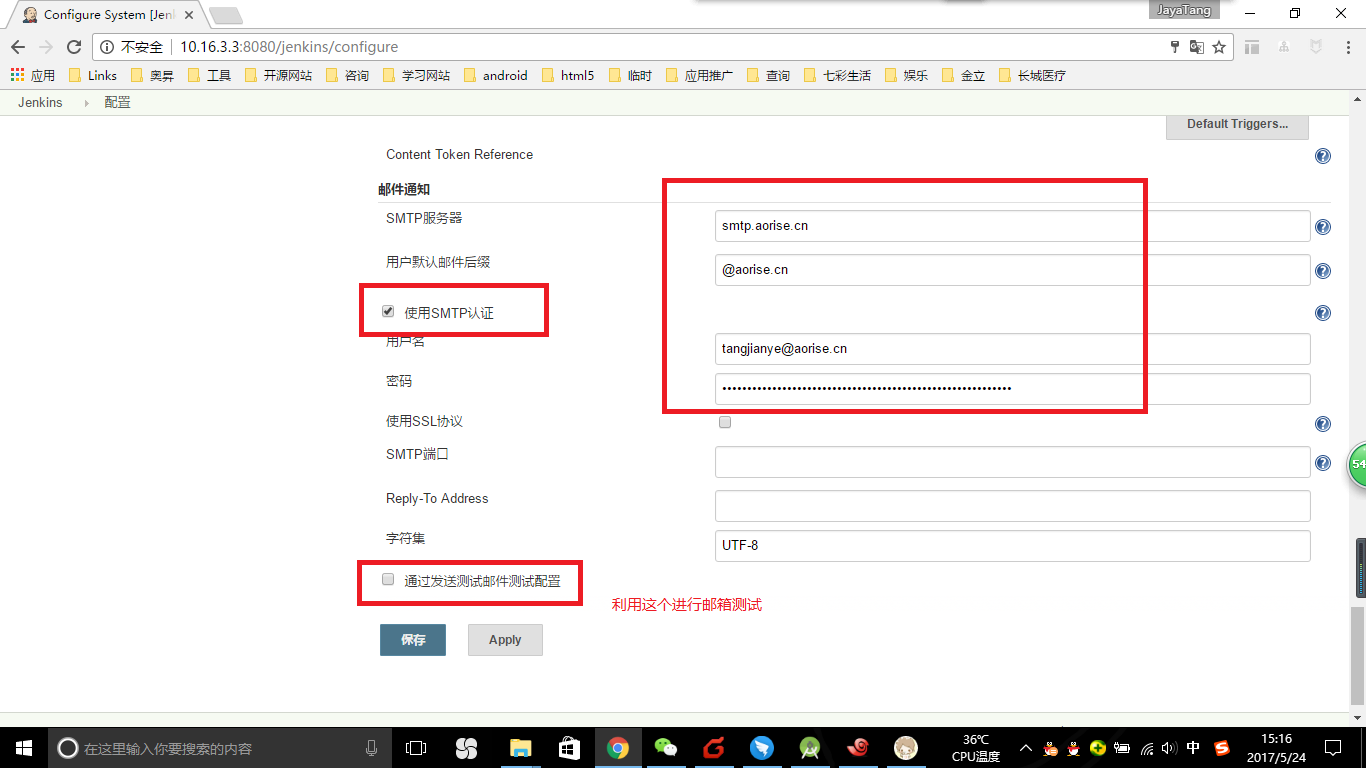 JayaTang
Configure System [Jen
不安全 10.16.3.3:8080/jenkins/configure
应用 Links 奥昇 工具 开源网站 咨询 学习网站 android html5 临时 应用推广 查询 七彩生活 娱乐 金立 长城医疗
Jenkins 配置
Default Triggers...
Content Token Reference
邮件通知
SMTP服务器
smtp.aorise.cn
用户默认邮件后缀
@aorise.cn
使用SMTP认证
用户名
tangjianye@aorise.cn
密码
使用SSL协议
SMTP端口
Reply-To Address
字符集
UTF-8
通过发送测试邮件测试配置
利用这个进行邮箱测试
保存 Apply
54
在这里输入你要搜索的内容
36℃
CPU温度
中
15:16
2017/5/24